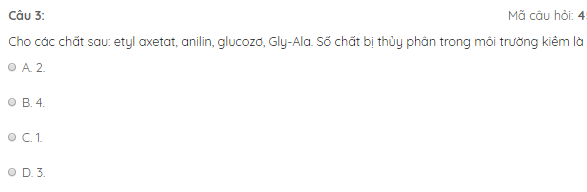 Câu 3: Mã câu hỏi: 4
Cho các chất sau: etyl axetat, anilin, glucozơ, Gly-Ala. Số chất bị thủy phân trong môi trường kiềm là
A. 2.
B. 4.
C. 1.
D. 3.